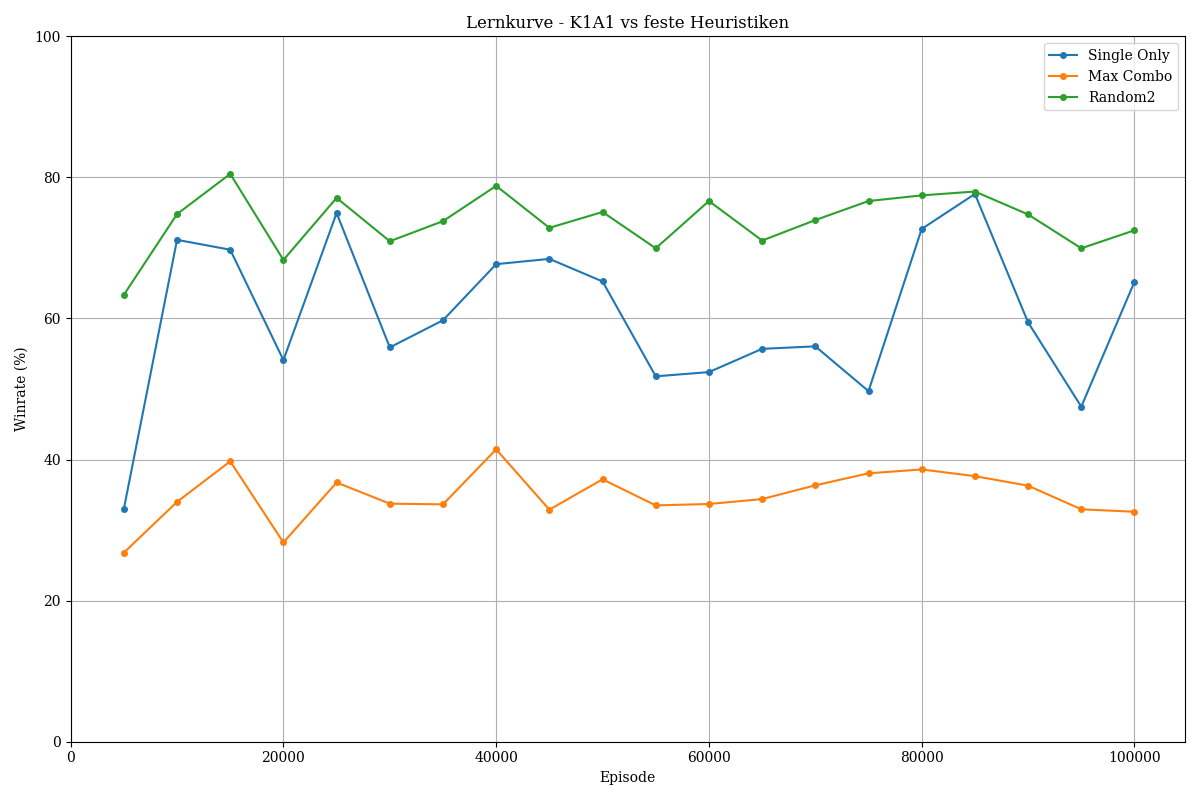 Lernkurve - K1A1 vs feste Heuristiken
100
80
60
40
20
0
Winrate (%)
Single Only
Max Combo
Random2
0 20000 40000 60000 80000 100000
Episode